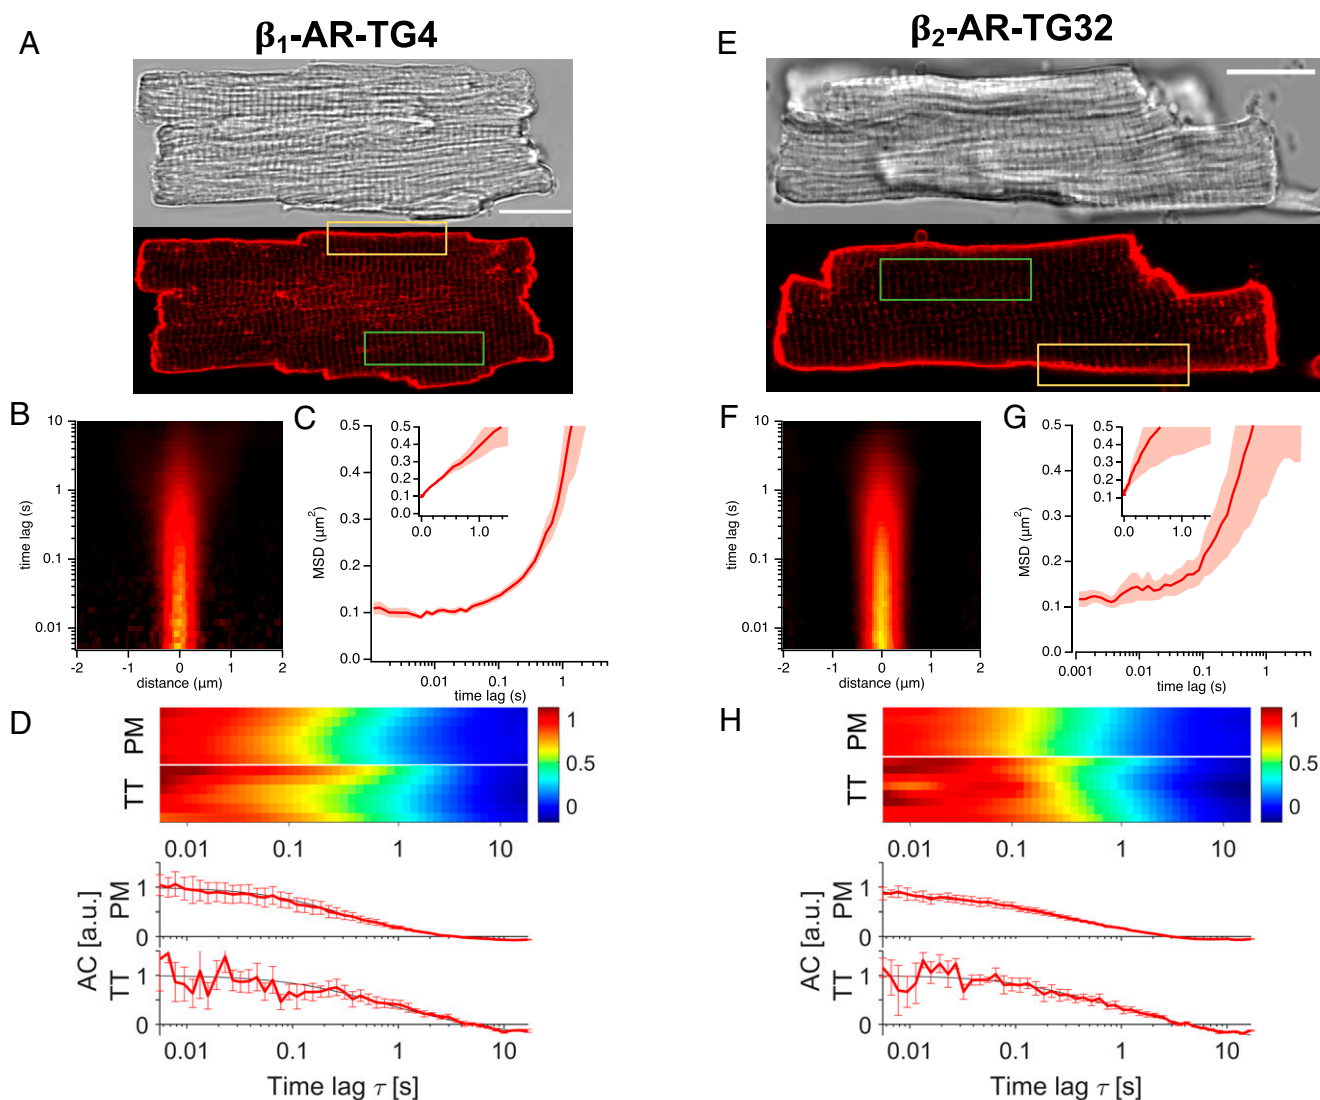 β1-AR-TG4
β2-AR-TG32
A
E
B
C
F
G
10
1
0.1
0.01
time lag (s)
-2 -1 0 1 2
distance (µm)
0.5
0.4
0.3
0.2
0.1
0.0
MSD (µm2)
0.5
0.4
0.3
0.2
0.1
0.0
0.0 1.0
0.01 0.1 1
time lag (s)
10
1
0.1
0.01
time lag (s)
-2 -1 0 1 2
distance (µm)
0.5
0.4
0.3
0.2
0.1
0.0
MSD (µm2)
0.5
0.4
0.3
0.2
0.1
0.0 1.0
0.001 0.01 0.1 1
time lag (s)
D
PM
TT
1
0.5
0
0.01 0.1 1 10
AC [a.u.]
PM
1
0
TT
1
0
0.01 0.1 1 10
Time lag τ [s]
H
PM
TT
1
0.5
0
0.01 0.1 1 10
AC [a.u.]
PM
1
0
TT
1
0
0.01 0.1 1 10
Time lag τ [s]